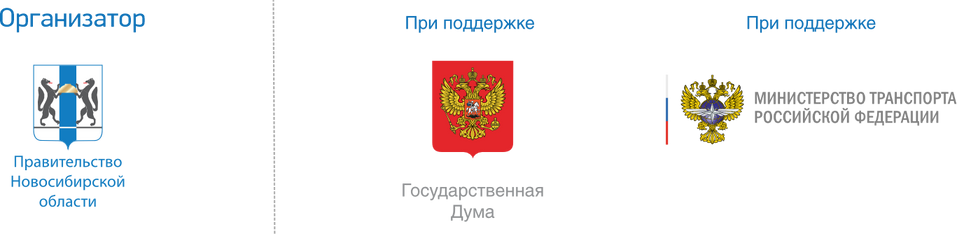 Организатор
Правительство
Новосибирской
области
При поддержке
Государственная
Дума
При поддержке
МИНИСТЕРСТВО ТРАНСПОРТА
РОССИЙСКОЙ ФЕДЕРАЦИИ